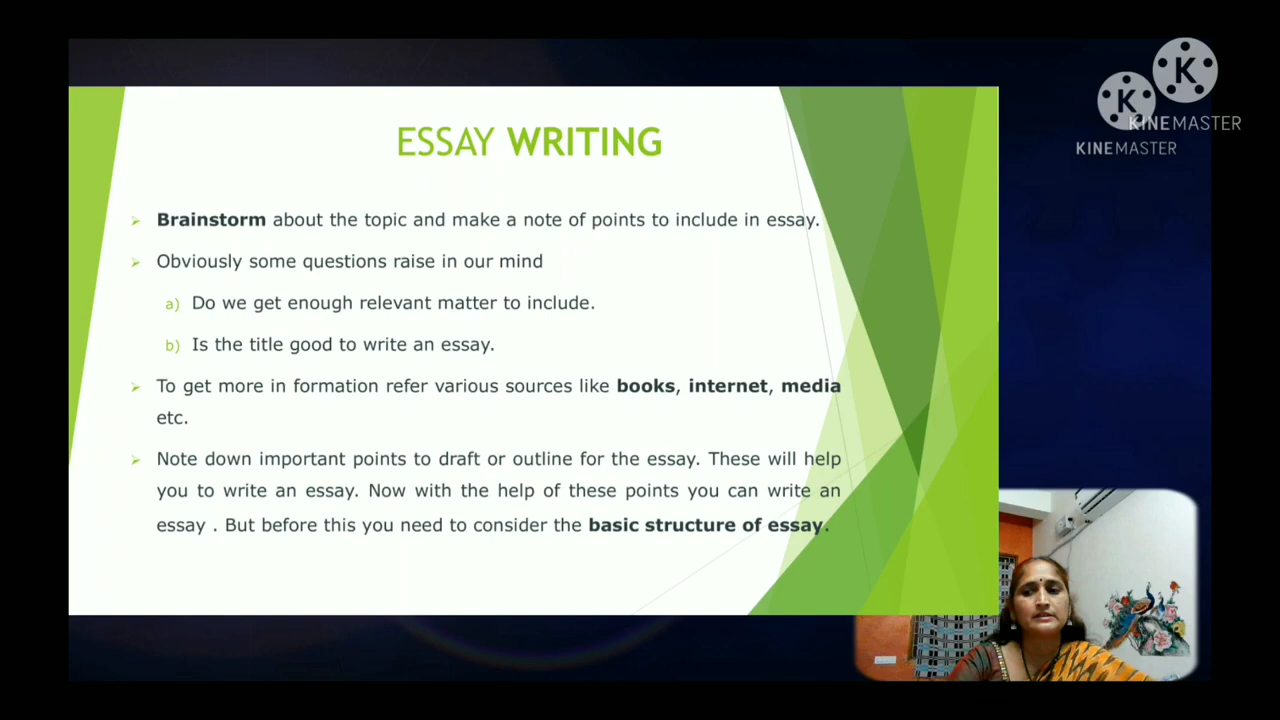 K
K
KINEMASTER
KINEMASTER
ESSAY WRITING
Brainstorm about the topic and make a note of points to include in essay.
Obviously some questions raise in our mind
a) Do we get enough relevant matter to include.
b) Is the title good to write an essay.
To get more in formation refer various sources like books, internet, media
etc.
Note down important points to draft or outline for the essay. These will help
you to write an essay. Now with the help of these points you can write an
essay . But before this you need to consider the basic structure of essay.